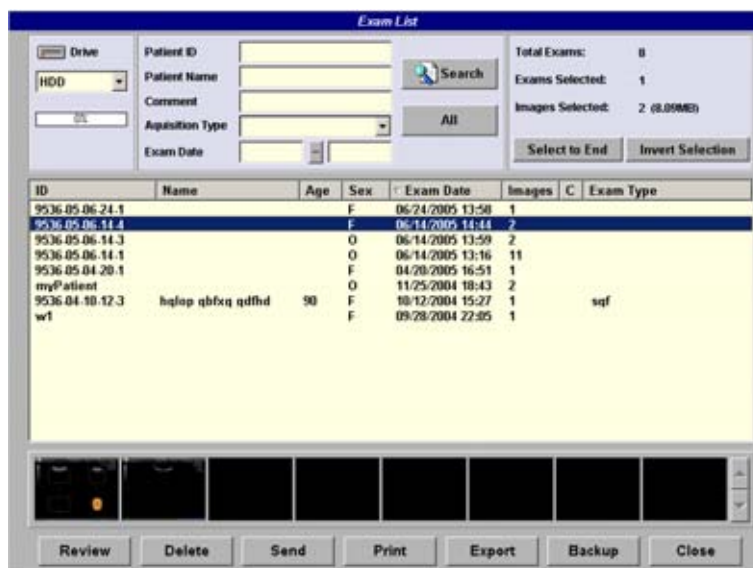 Exam List
Drive
HDD
0%
Patient ID
Patient Name
Comment
Aquisition Type
Exam Date
Search
All
Total Exams: 8
Exams Selected: 1
Images Selected: 2 (8.09MB)
Select to End
Invert Selection
ID Name Age Sex Exam Date Images C Exam Type
9536-05-06-24-1 F 06/24/2005 13:58 1
9536-05-06-14-4 F 06/14/2005 14:44 2
9536-05-06-14-3 O 06/14/2005 13:59 2
9536-05-06-14-1 O 06/14/2005 13:16 11
9536-05-04-20-1 F 04/20/2005 16:51 1
myPatient O 11/25/2004 18:43 2
9536-04-10-12-3 hqlop qbfxq qdfhd 90 F 10/12/2004 15:27 1 sqf
w1 F 09/28/2004 22:05 1
Review Delete Send Print Export Backup Close